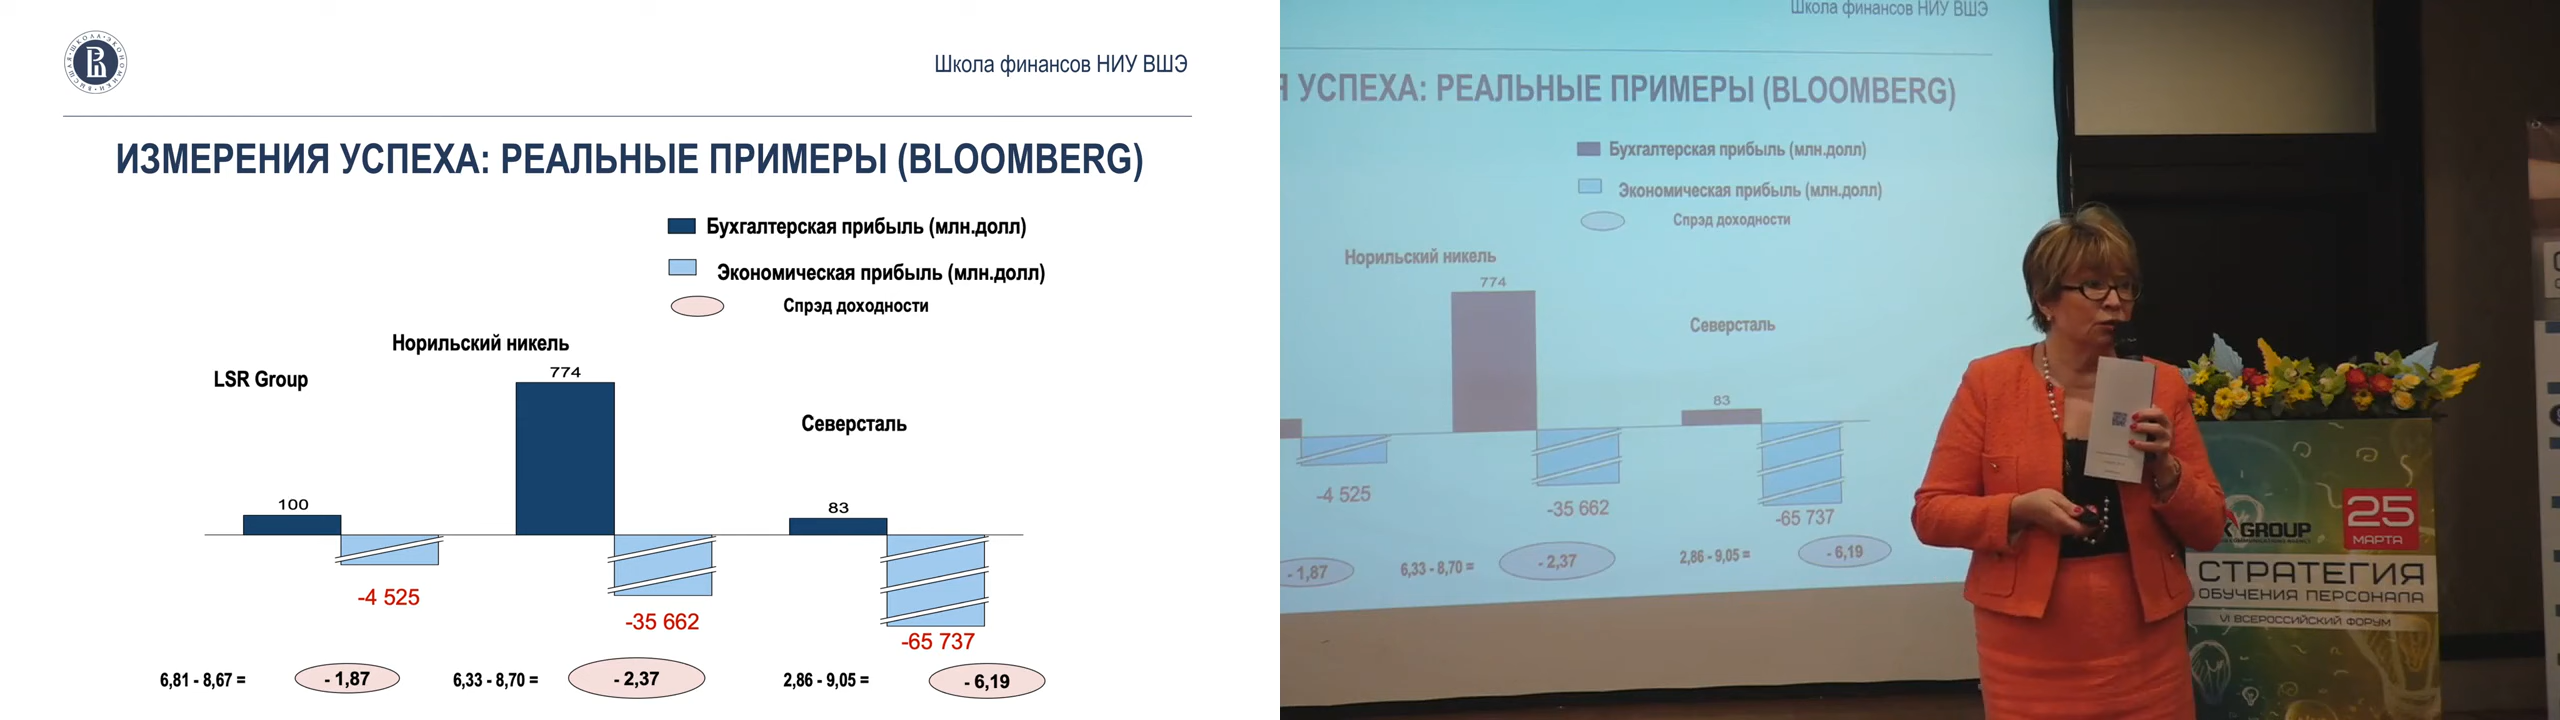 Школа финансов НИУ ВШЭ
ИЗМЕРЕНИЯ УСПЕХА: РЕАЛЬНЫЕ ПРИМЕРЫ (BLOOMBERG)
Бухгалтерская прибыль (млн.долл)
Экономическая прибыль (млн.долл)
Спрэд доходности
Норильский никель
774
LSR Group
Северсталь
100
83
-4 525
-35 662
-65 737
6,81 - 8,67 =
- 1,87
6,33 - 8,70 =
- 2,37
2,86 - 9,05 =
- 6,19
Школа финансов НИУ ВШЭ
УСПЕХА: РЕАЛЬНЫЕ ПРИМЕРЫ (BLOOMBERG)
Бухгалтерская прибыль (млн.долл)
Экономическая прибыль (млн.долл)
Спрэд доходности
Норильский никель
774
Северсталь
83
-4 525
-35 662
-65 737
- 1,87
6,33 - 8,70 =
- 2,37
2,86 - 9,05 =
- 6,19
GROUP
25
МАРТА
СТРАТЕГИЯ
ОБУЧЕНИЯ ПЕРСОНАЛА
VI ВСЕРОССИЙСКИЙ ФОРУМ